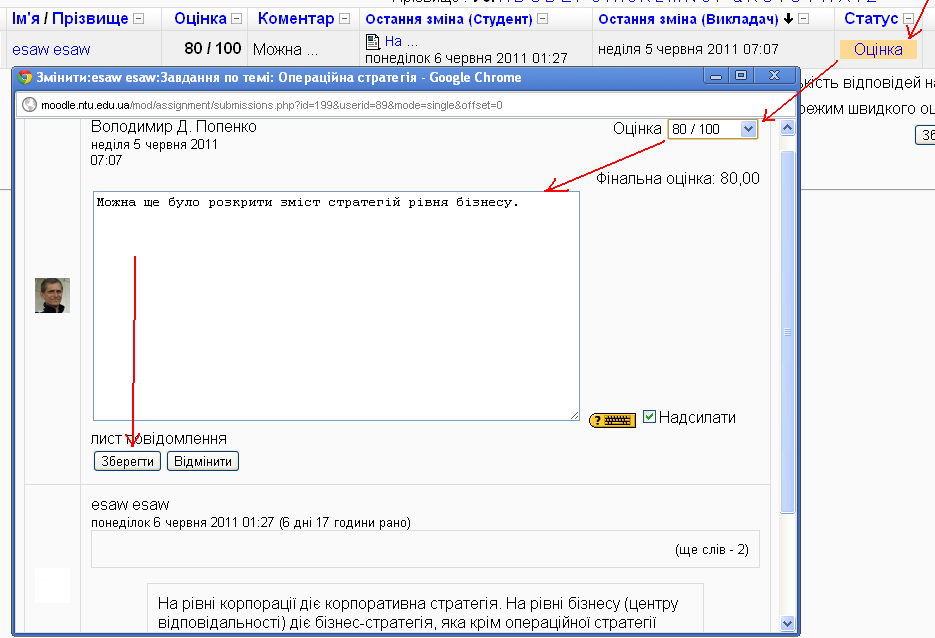 Ім'я / Прізвище Оцінка Коментар Остання зміна (Студент) Остання зміна (Викладач) Статус
esaw esaw 80 / 100 Можна ... На ... неділя 5 червня 2011 07:07 Оцінка
понеділок 6 червня 2011 01:27
Змінити:esaw esaw:Завдання по темі: Операційна стратегія - Google Chrome
moodle.ntu.edu.ua/mod/assignment/submissions.php?id=199&userid=89&mode=single&offset=0
Володимир Д. Попенко
неділя 5 червня 2011
07:07
Оцінка 80 / 100
Фінальна оцінка: 80,00
Можна ще було розкрити зміст стратегій рівня бізнесу.
Надсилати
лист повідомлення
Зберегти Відмінити
esaw esaw
понеділок 6 червня 2011 01:27 (6 дні 17 години рано)
(ще слів - 2)
На рівні корпорації діє корпоративна стратегія. На рівні бізнесу (центру
відповідальності) діє бізнес-стратегія, яка крім операційної стратегії
відповідей
режим швидкого